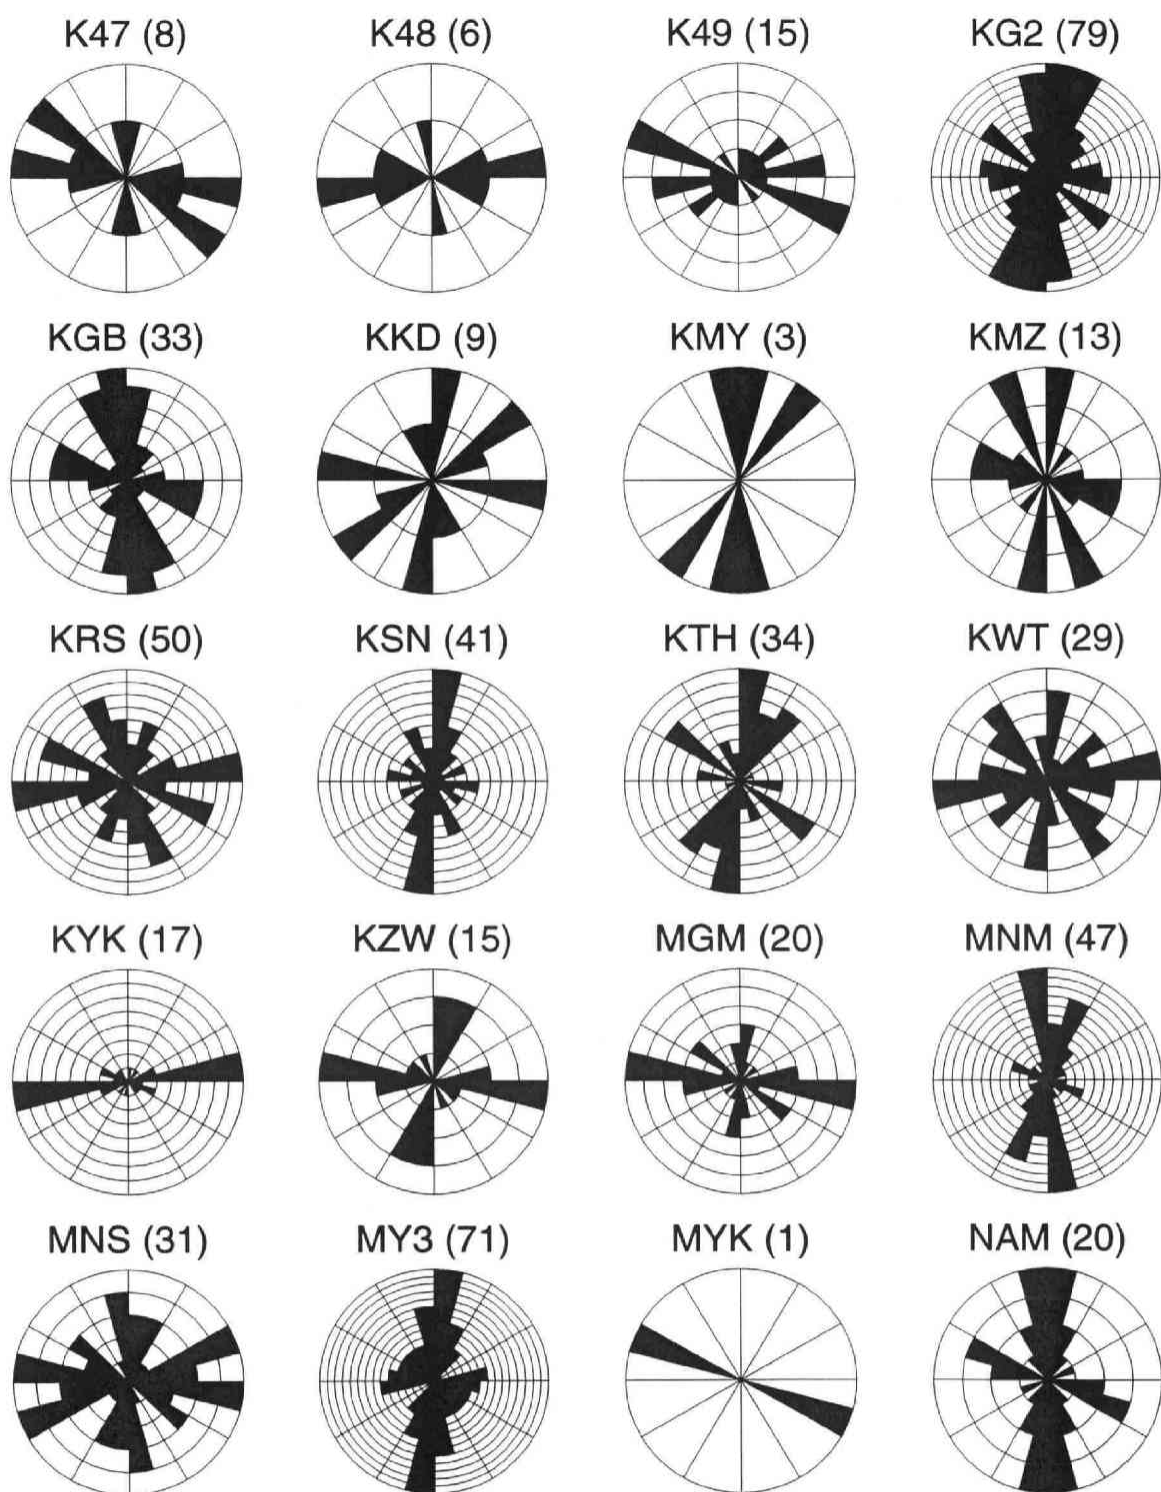 K47 (8) K48 (6) K49 (15) KG2 (79)
KGB (33) KKD (9) KMY (3) KMZ (13)
KRS (50) KSN (41) KTH (34) KWT (29)
KYK (17) KZW (15) MGM (20) MNM (47)
MNS (31) MY3 (71) MYK (1) NAM (20)